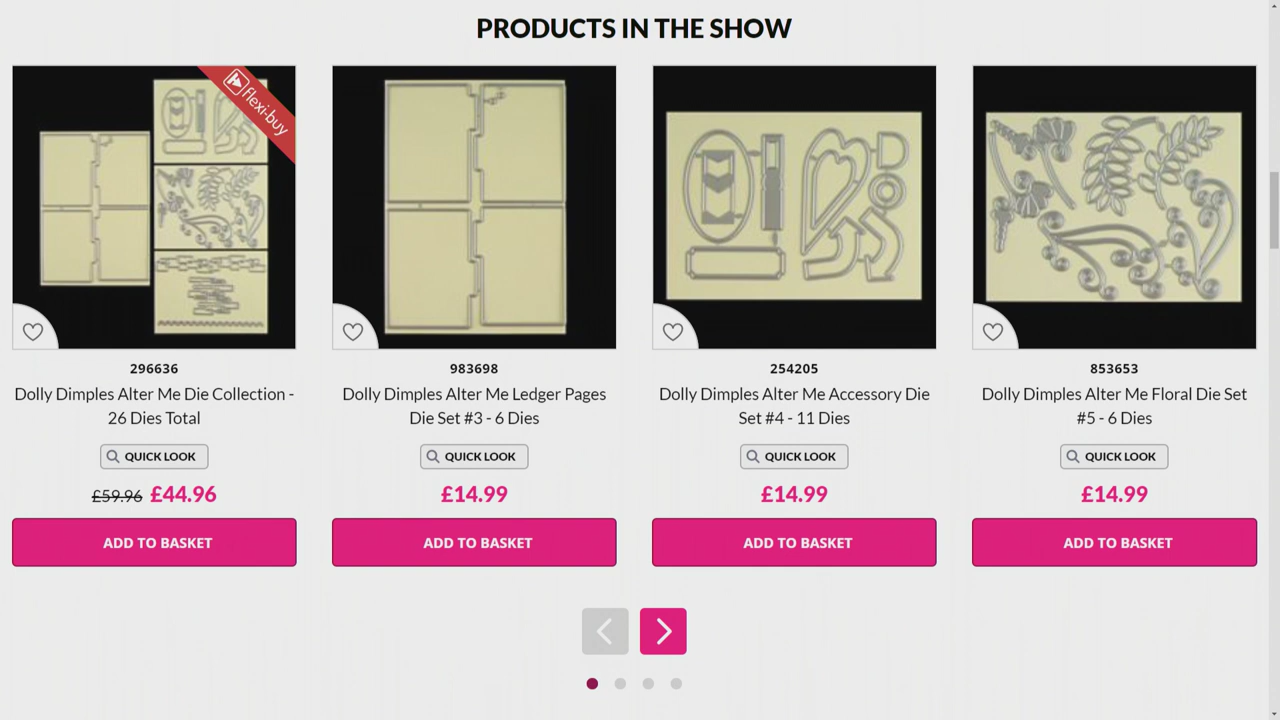 PRODUCTS IN THE SHOW
flexi-buy
296636
Dolly Dimples Alter Me Die Collection -
26 Dies Total
QUICK LOOK
£59.96 £44.96
ADD TO BASKET
983698
Dolly Dimples Alter Me Ledger Pages
Die Set #3 - 6 Dies
QUICK LOOK
£14.99
ADD TO BASKET
254205
Dolly Dimples Alter Me Accessory Die
Set #4 - 11 Dies
QUICK LOOK
£14.99
ADD TO BASKET
853653
Dolly Dimples Alter Me Floral Die Set
#5 - 6 Dies
QUICK LOOK
£14.99
ADD TO BASKET